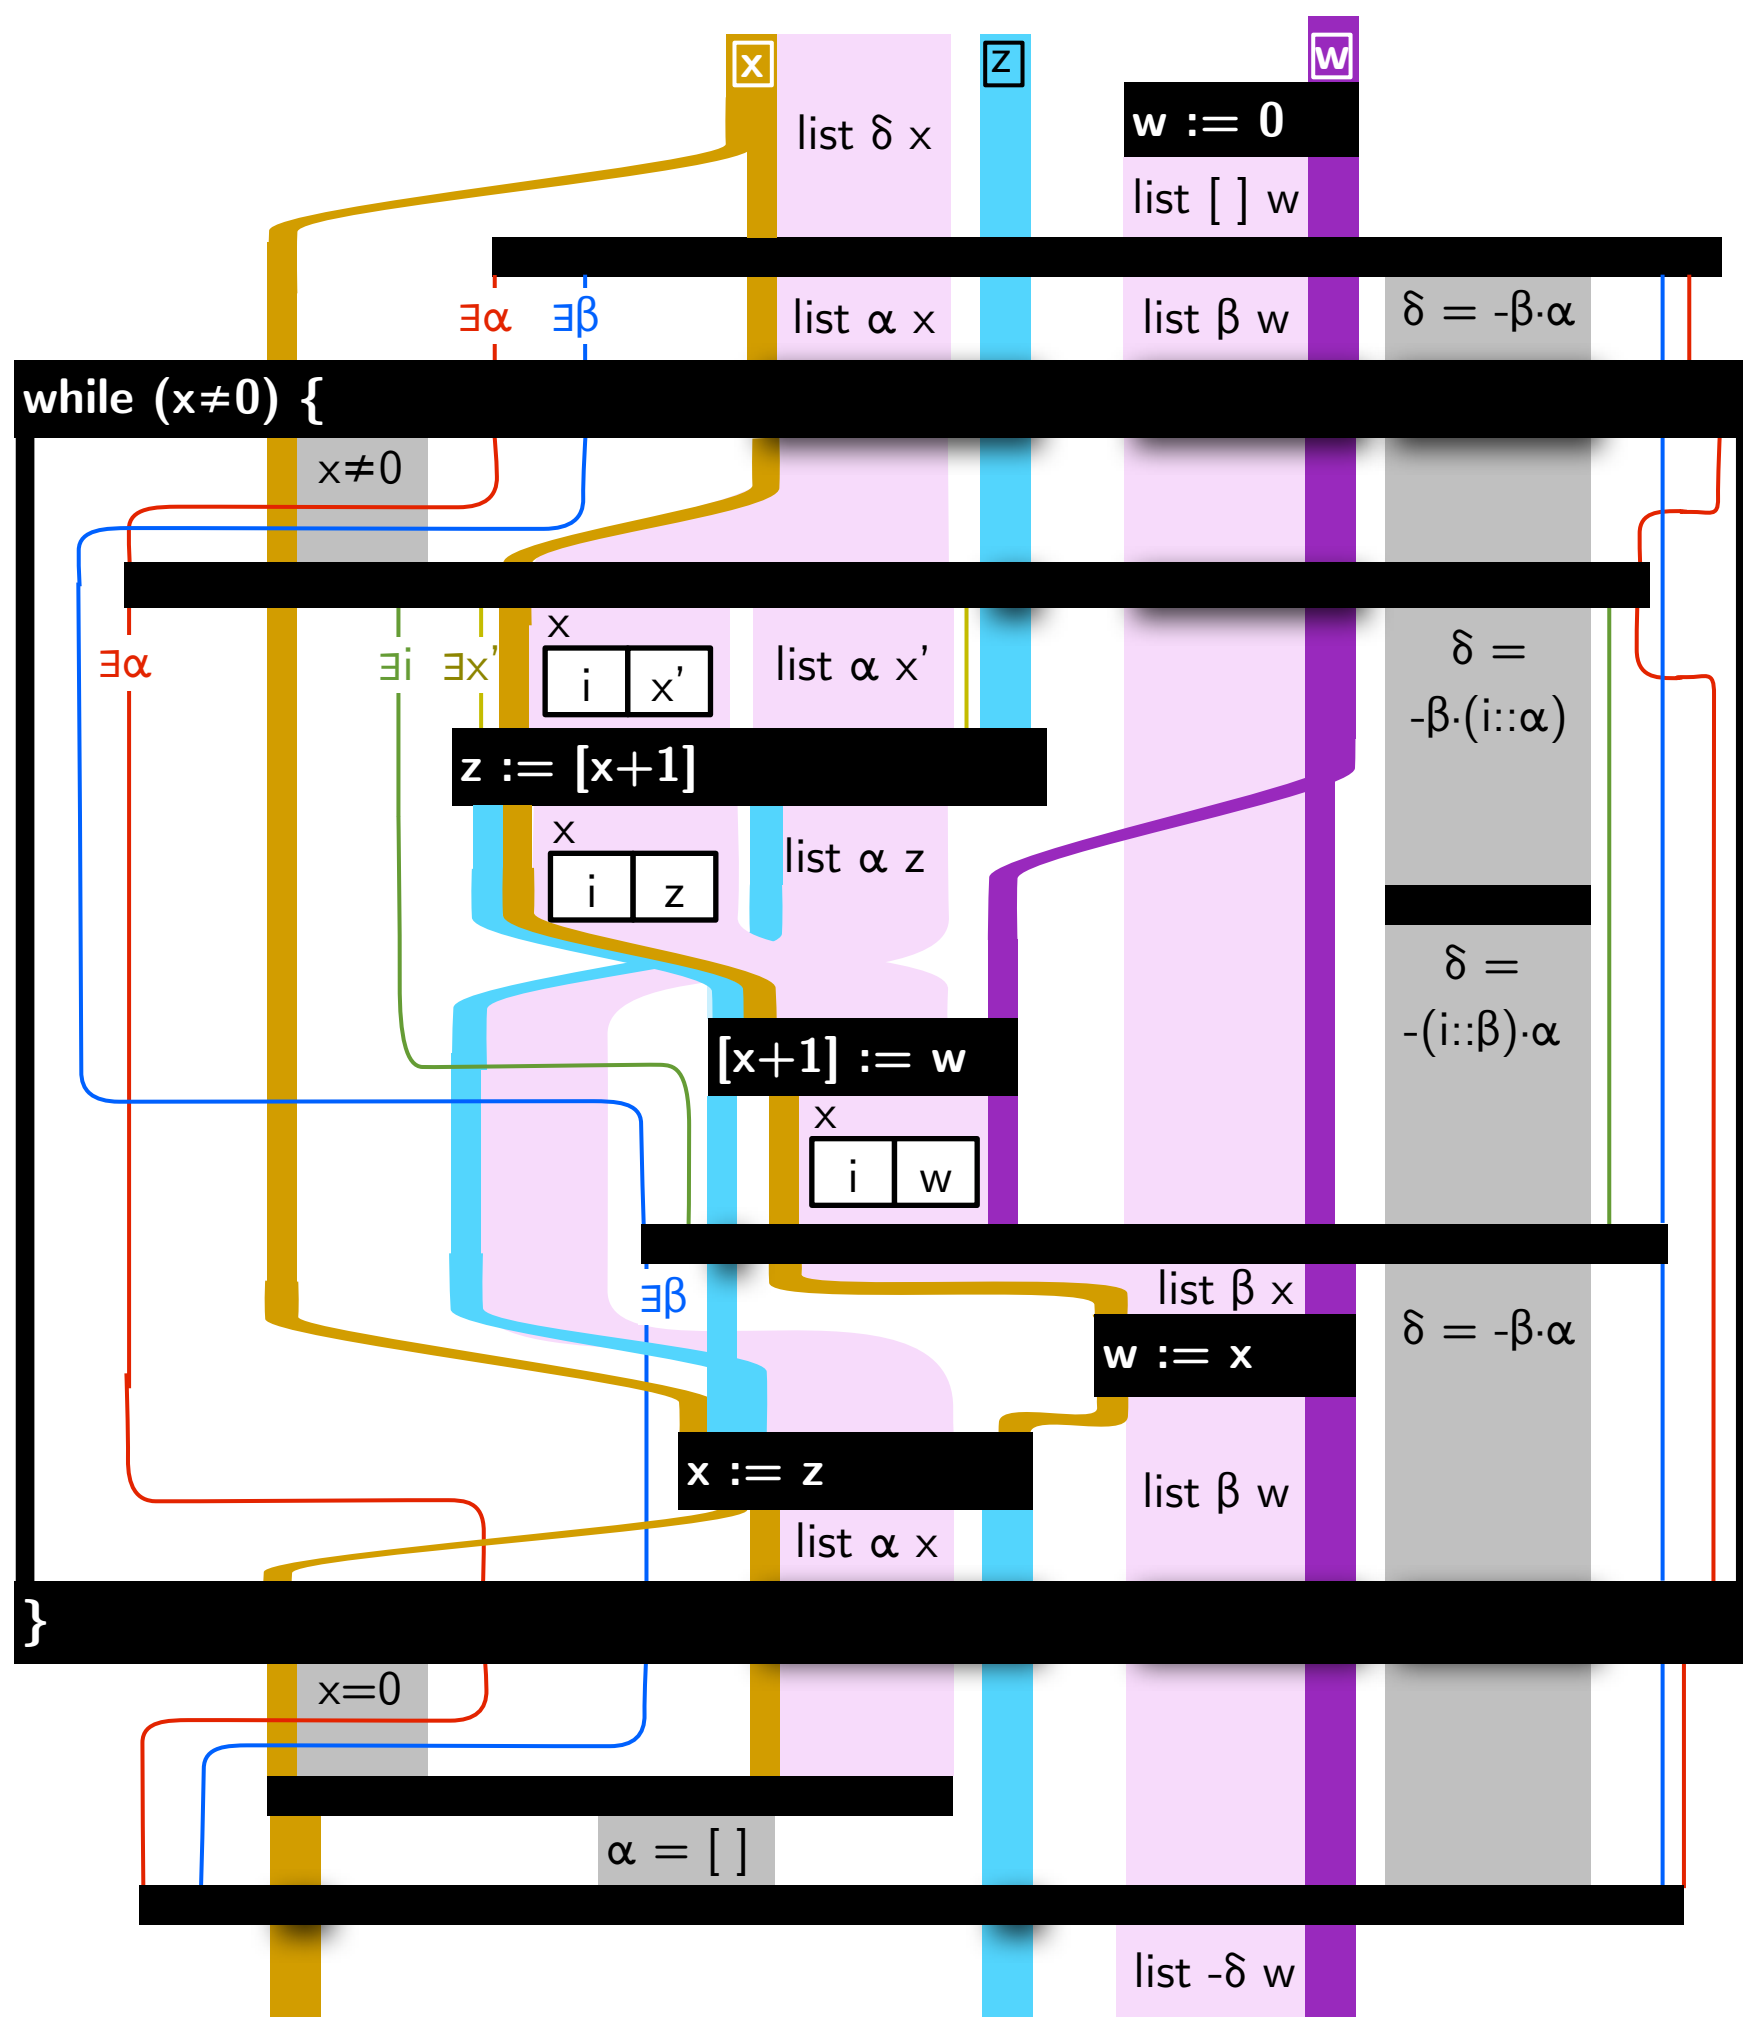 x
z
w
list δ x
w := 0
list [ ] w
∃α
∃β
list α x
list β w
δ = -β·α
while (x≠0) {
x≠0
∃α
∃i
∃x'
x
i
x'
list α x'
δ =
-β·(i::α)
z := [x+1]
x
i
z
list α z
δ =
-(i::β)·α
[x+1] := w
x
i
w
∃β
list β x
δ = -β·α
w := x
x := z
list β w
list α x
}
x=0
α = [ ]
list -δ w